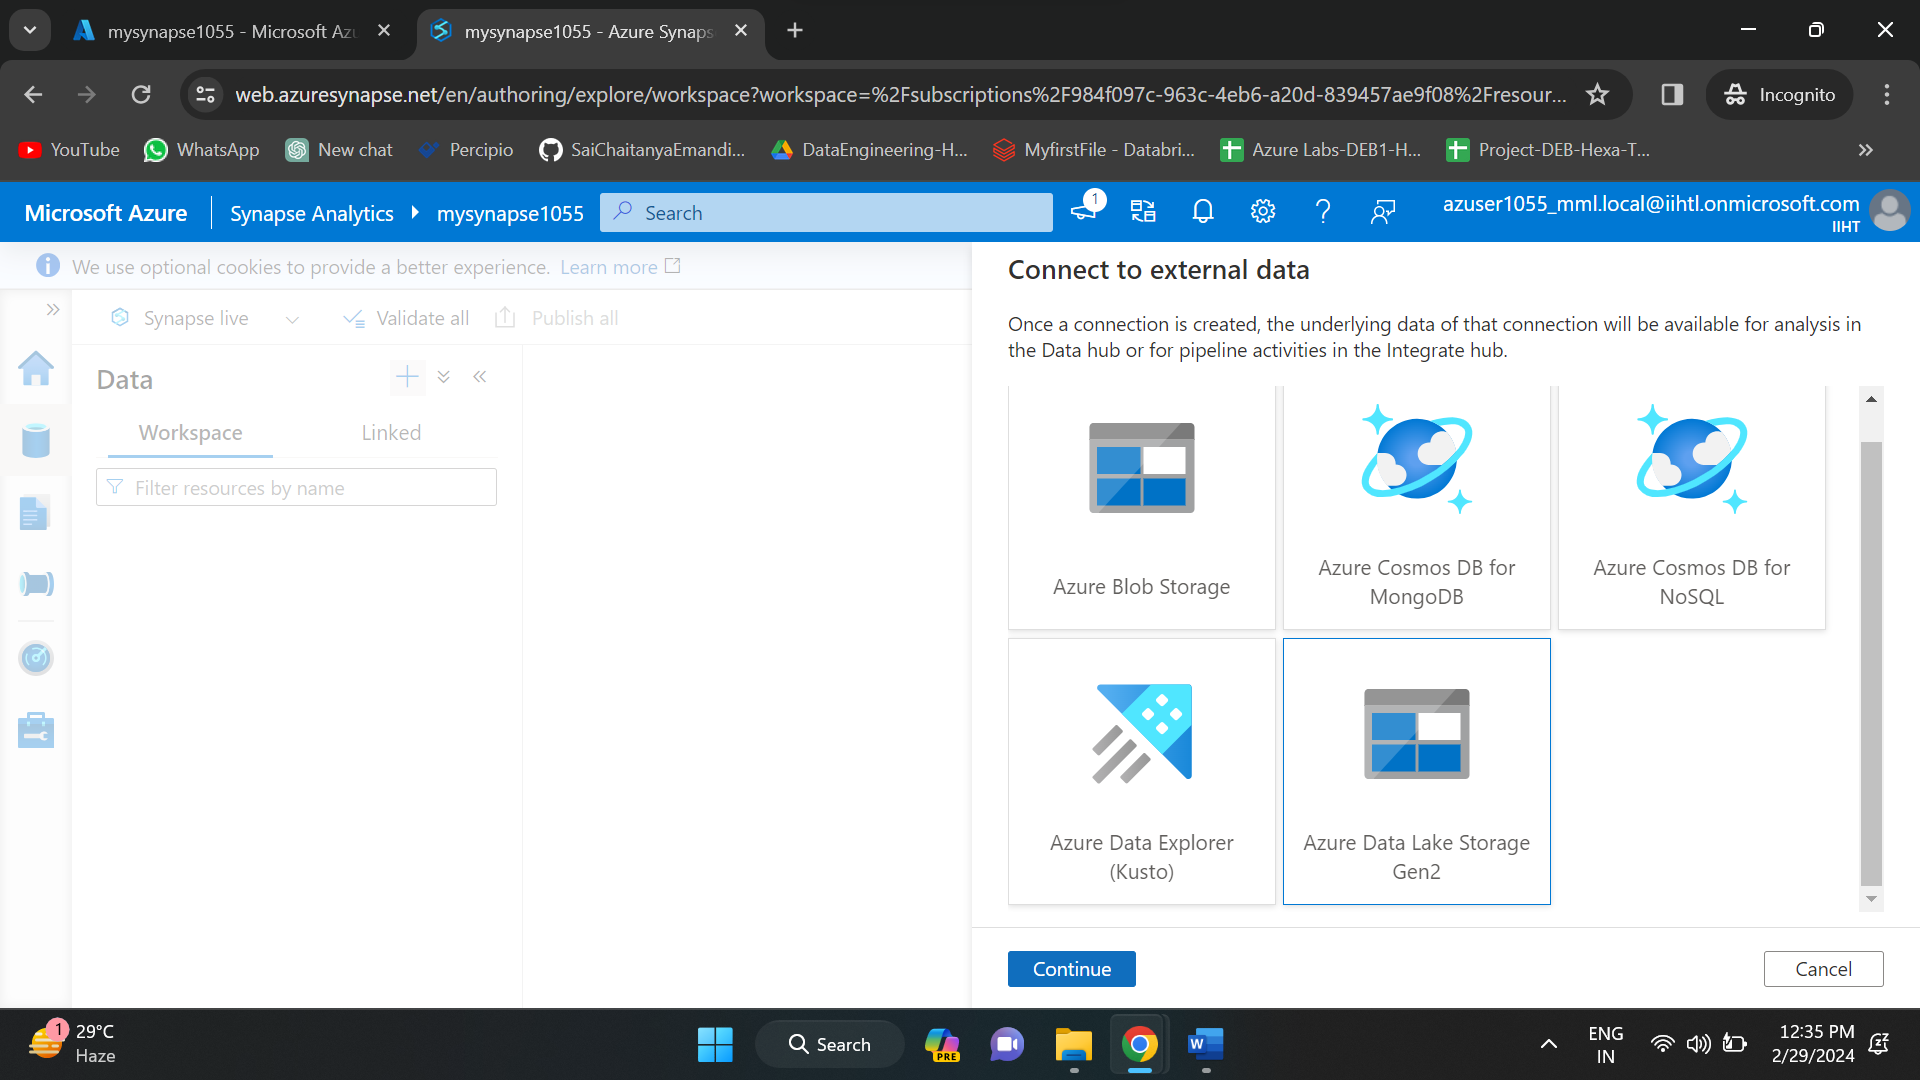 mysynapse1055 - Microsoft Azu
mysynapse1055 - Azure Synaps
web.azuresynapse.net/en/authoring/explore/workspace?workspace=%2Fsubscriptions%2F984f097c-963c-4eb6-a20d-839457ae9f08%2Fresour...
Incognito
YouTube
WhatsApp
New chat
Percipio
SaiChaitanyaEmandi...
DataEngineering-H...
MyfirstFile - Databri...
Azure Labs-DEB1-H...
Project-DEB-Hexa-T...
Microsoft Azure
Synapse Analytics
mysynapse1055
Search
1
azuser1055_mml.local@iihtl.onmicrosoft.com
IIHT
We use optional cookies to provide a better experience. Learn more
Synapse live
Validate all
Publish all
Data
Workspace
Linked
Filter resources by name
Connect to external data
Once a connection is created, the underlying data of that connection will be available for analysis in
the Data hub or for pipeline activities in the Integrate hub.
Azure Blob Storage
Azure Cosmos DB for
MongoDB
Azure Cosmos DB for
NoSQL
Azure Data Explorer
(Kusto)
Azure Data Lake Storage
Gen2
Continue
Cancel
1
29°C
Haze
Search
PRE
W
ENG
IN
12:35 PM
2/29/2024